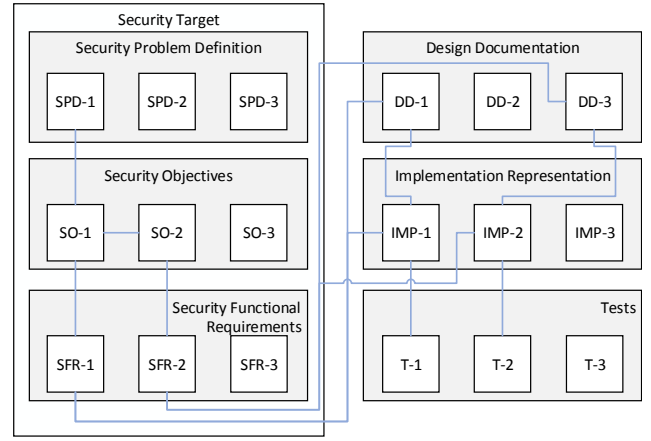 Security Target
Security Problem Definition
SPD-1 SPD-2 SPD-3
Security Objectives
SO-1 SO-2 SO-3
Security Functional
Requirements
SFR-1 SFR-2 SFR-3
Design Documentation
DD-1 DD-2 DD-3
Implementation Representation
IMP-1 IMP-2 IMP-3
Tests
T-1 T-2 T-3